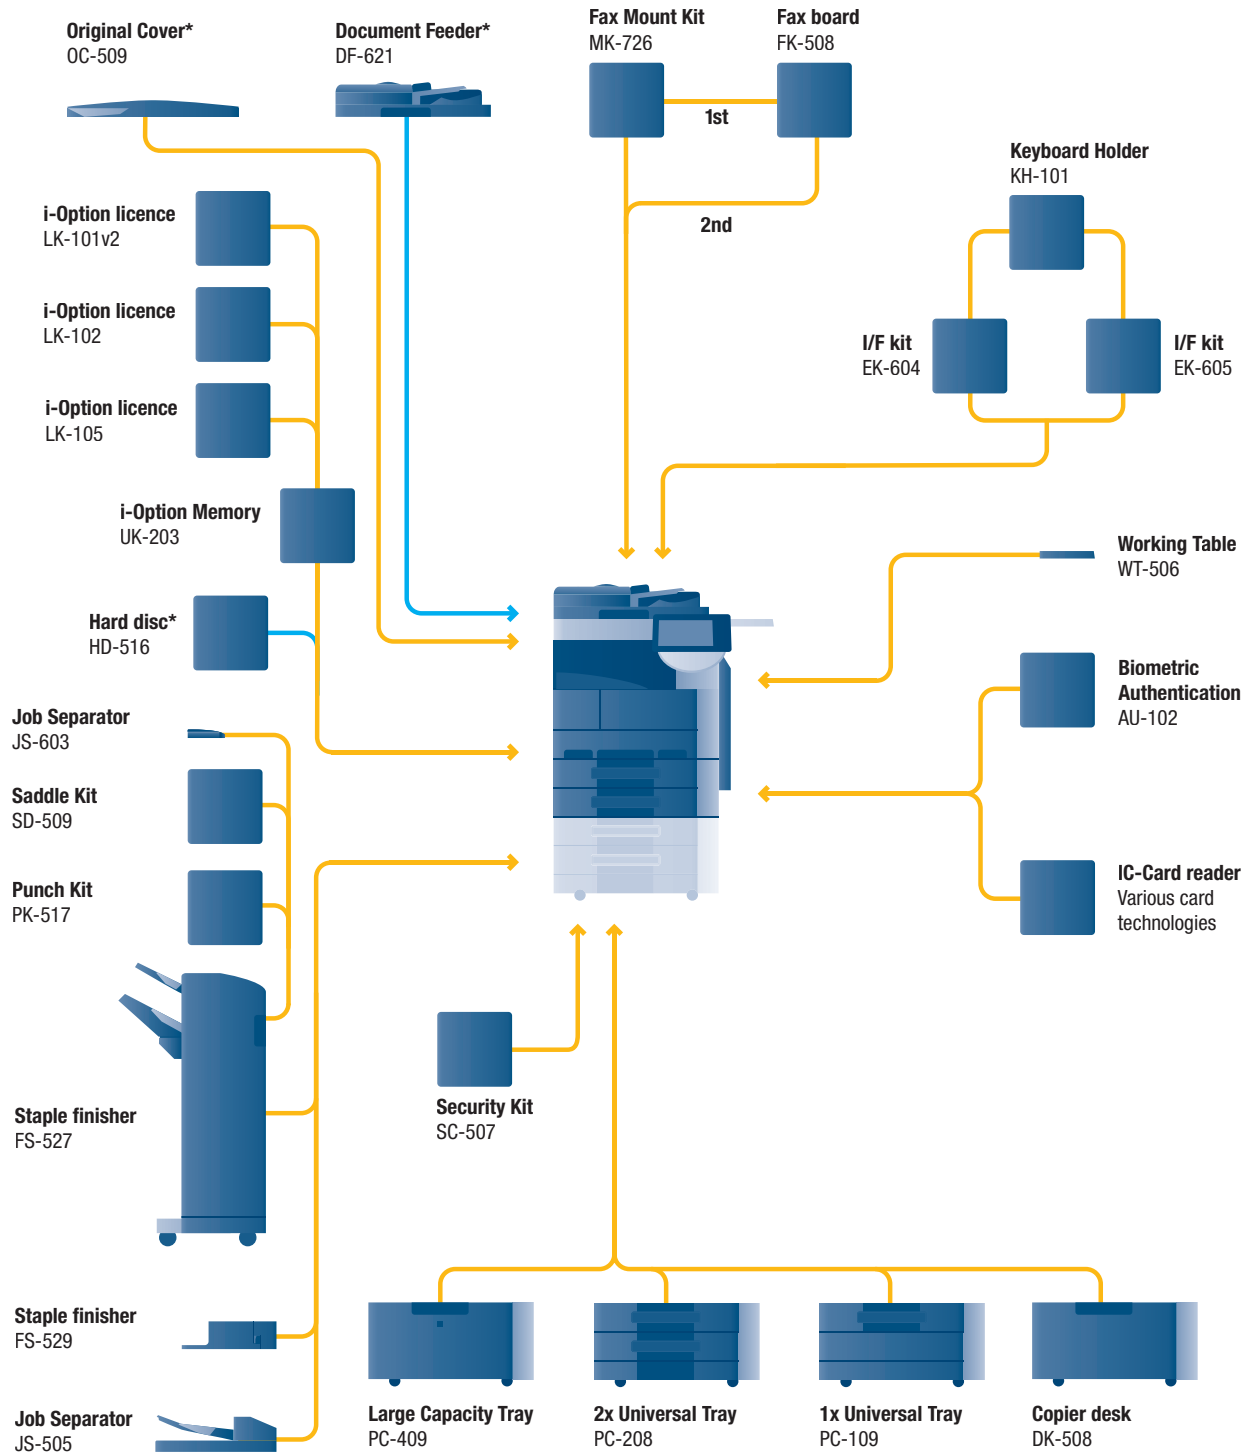 Original Cover*
OC-509
Document Feeder*
DF-621
Fax Mount Kit
MK-726
Fax board
FK-508
1st
2nd
Keyboard Holder
KH-101
I/F kit
EK-604
I/F kit
EK-605
i-Option licence
LK-101v2
i-Option licence
LK-102
i-Option licence
LK-105
i-Option Memory
UK-203
Hard disc*
HD-516
Working Table
WT-506
Biometric
Authentication
AU-102
Job Separator
JS-603
Saddle Kit
SD-509
Punch Kit
PK-517
IC-Card reader
Various card
technologies
Security Kit
SC-507
Staple finisher
FS-527
Staple finisher
FS-529
Job Separator
JS-505
Large Capacity Tray
PC-409
2x Universal Tray
PC-208
1x Universal Tray
PC-109
Copier desk
DK-508